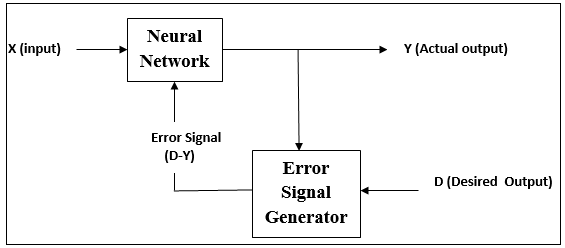 X (input)
Neural
Network
Y (Actual output)
Error Signal
(D-Y)
Error
Signal
Generator
D (Desired Output)